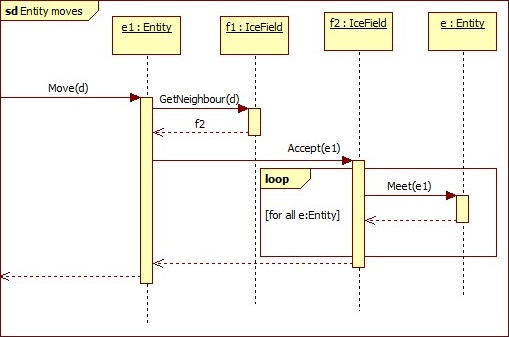 sd Entity moves
e1 : Entity
f1 : IceField
f2 : IceField
e : Entity
Move(d)
GetNeighbour(d)
f2
Accept(e1)
loop
Meet(e1)
[for all e:Entity]